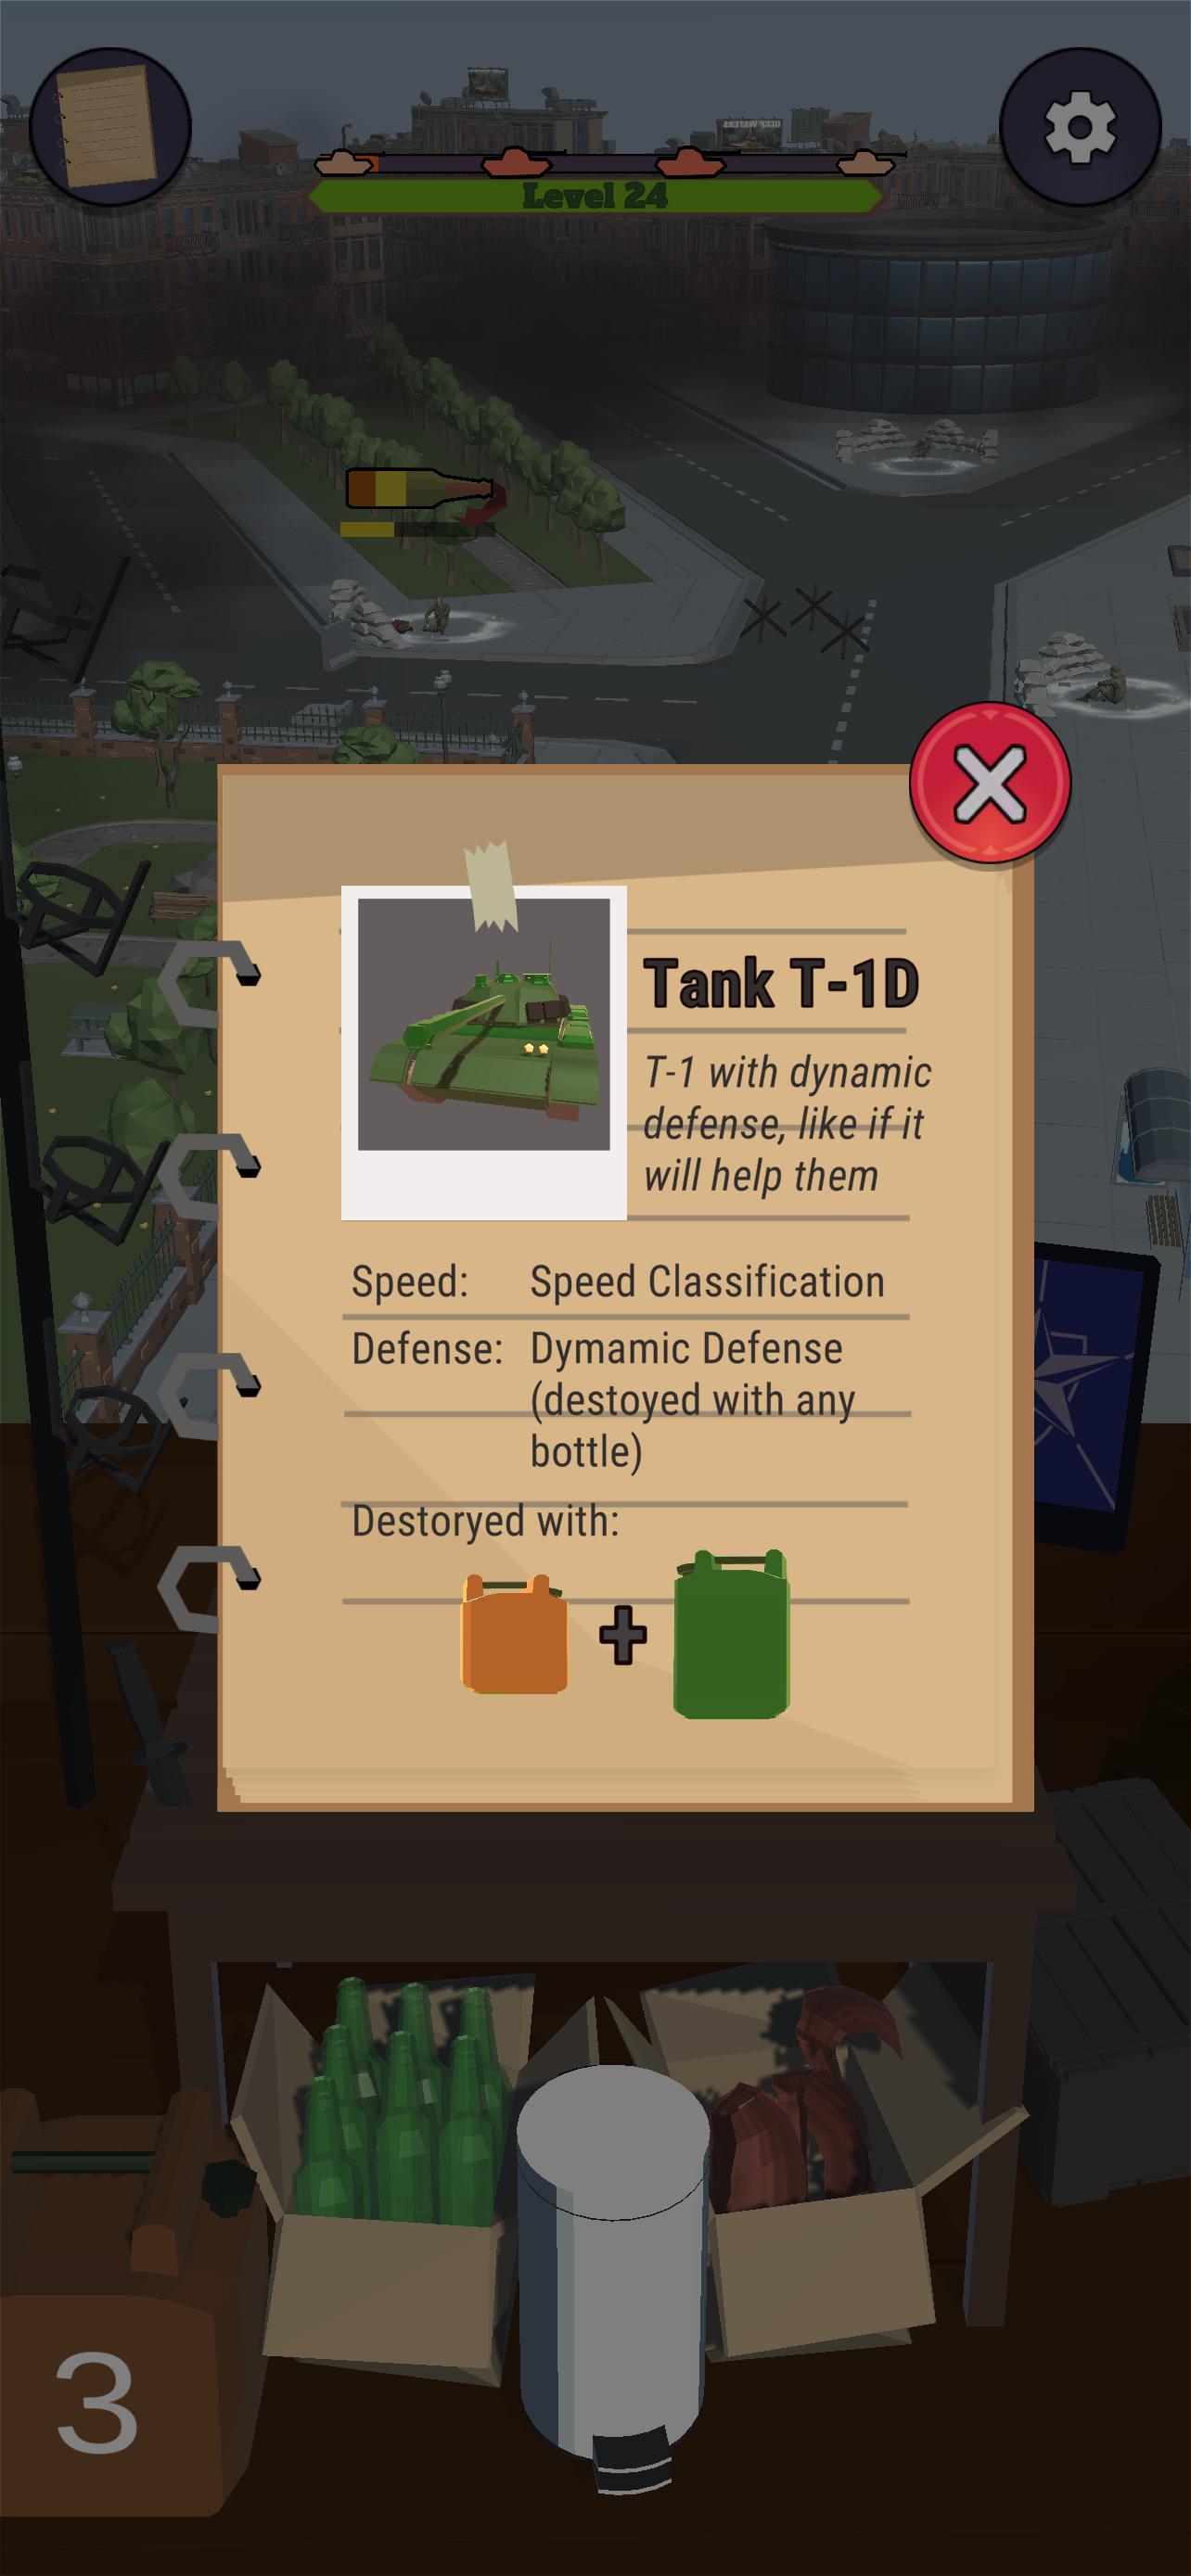 Level 24
Tank T-1D
T-1 with dynamic
defense, like if it
will help them
Speed: Speed Classification
Defense: Dymamic Defense
(destoyed with any
bottle)
Destoryed with:
3